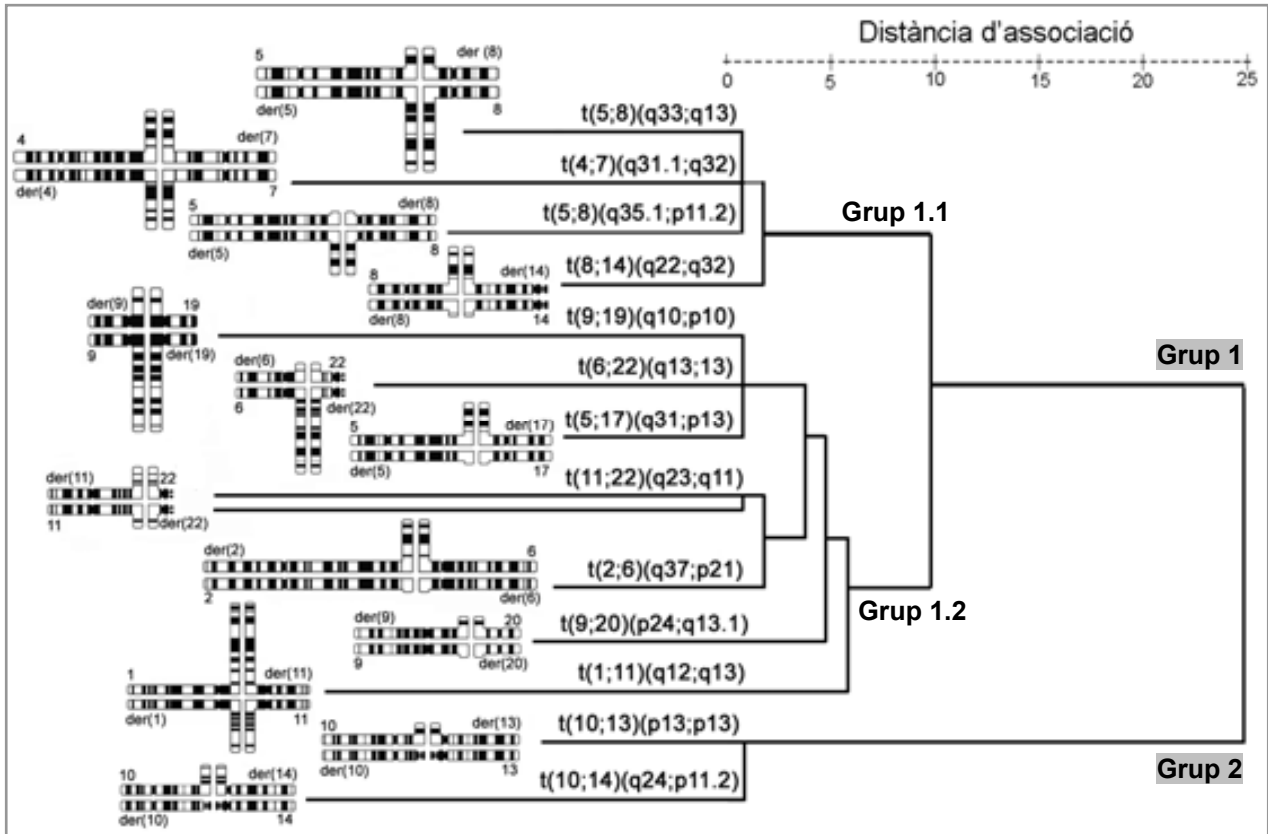 Distància d'associació
0 5 10 15 20 25
5 der (8)
der(5) 8
t(5;8)(q33;q13)
4 der(7)
der(4) 7
t(4;7)(q31.1;q32)
5 der(8)
der(5) 8
t(5;8)(q35.1;p11.2)
Grup 1.1
8 der(14)
der(8) 14
t(8;14)(q22;q32)
der(9) 19
9 der(19)
t(9;19)(q10;p10)
Grup 1
der(6) 22
6 der(22)
t(6;22)(q13;13)
5 der(17)
der(5) 17
t(5;17)(q31;p13)
der(11) 22
11 der(22)
t(11;22)(q23;q11)
der(2) 6
2 der(6)
t(2;6)(q37;p21)
Grup 1.2
der(9) 20
9 der(20)
t(9;20)(p24;q13.1)
1 der(11)
der(1) 11
t(1;11)(q12;q13)
10 der(13)
der(10) 13
t(10;13)(p13;p13)
Grup 2
10 der(14)
der(10) 14
t(10;14)(q24;p11.2)